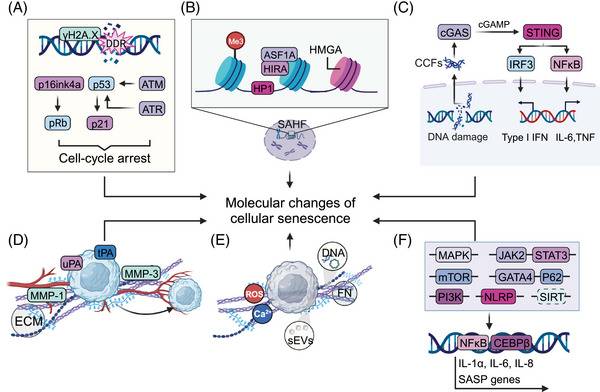 (A)
γH2A.X
DDR
p16ink4a
p53
ATM
ATR
pRb
p21
Cell-cycle arrest
(B)
Me3
ASF1A
HIRA
HMGA
HP1
SAHF
(C)
cGAS
cGAMP
STING
CCFs
IRF3
NFκB
DNA damage
Type I IFN
IL-6,TNF
Molecular changes of
cellular senescence
(D)
uPA
tPA
MMP-3
MMP-1
ECM
(E)
DNA
ROS
Ca²⁺
FN
sEVs
(F)
MAPK
JAK2
STAT3
mTOR
GATA4
P62
PI3K
NLRP
SIRT
NFκB
CEBPβ
IL-1α, IL-6, IL-8
SASP genes